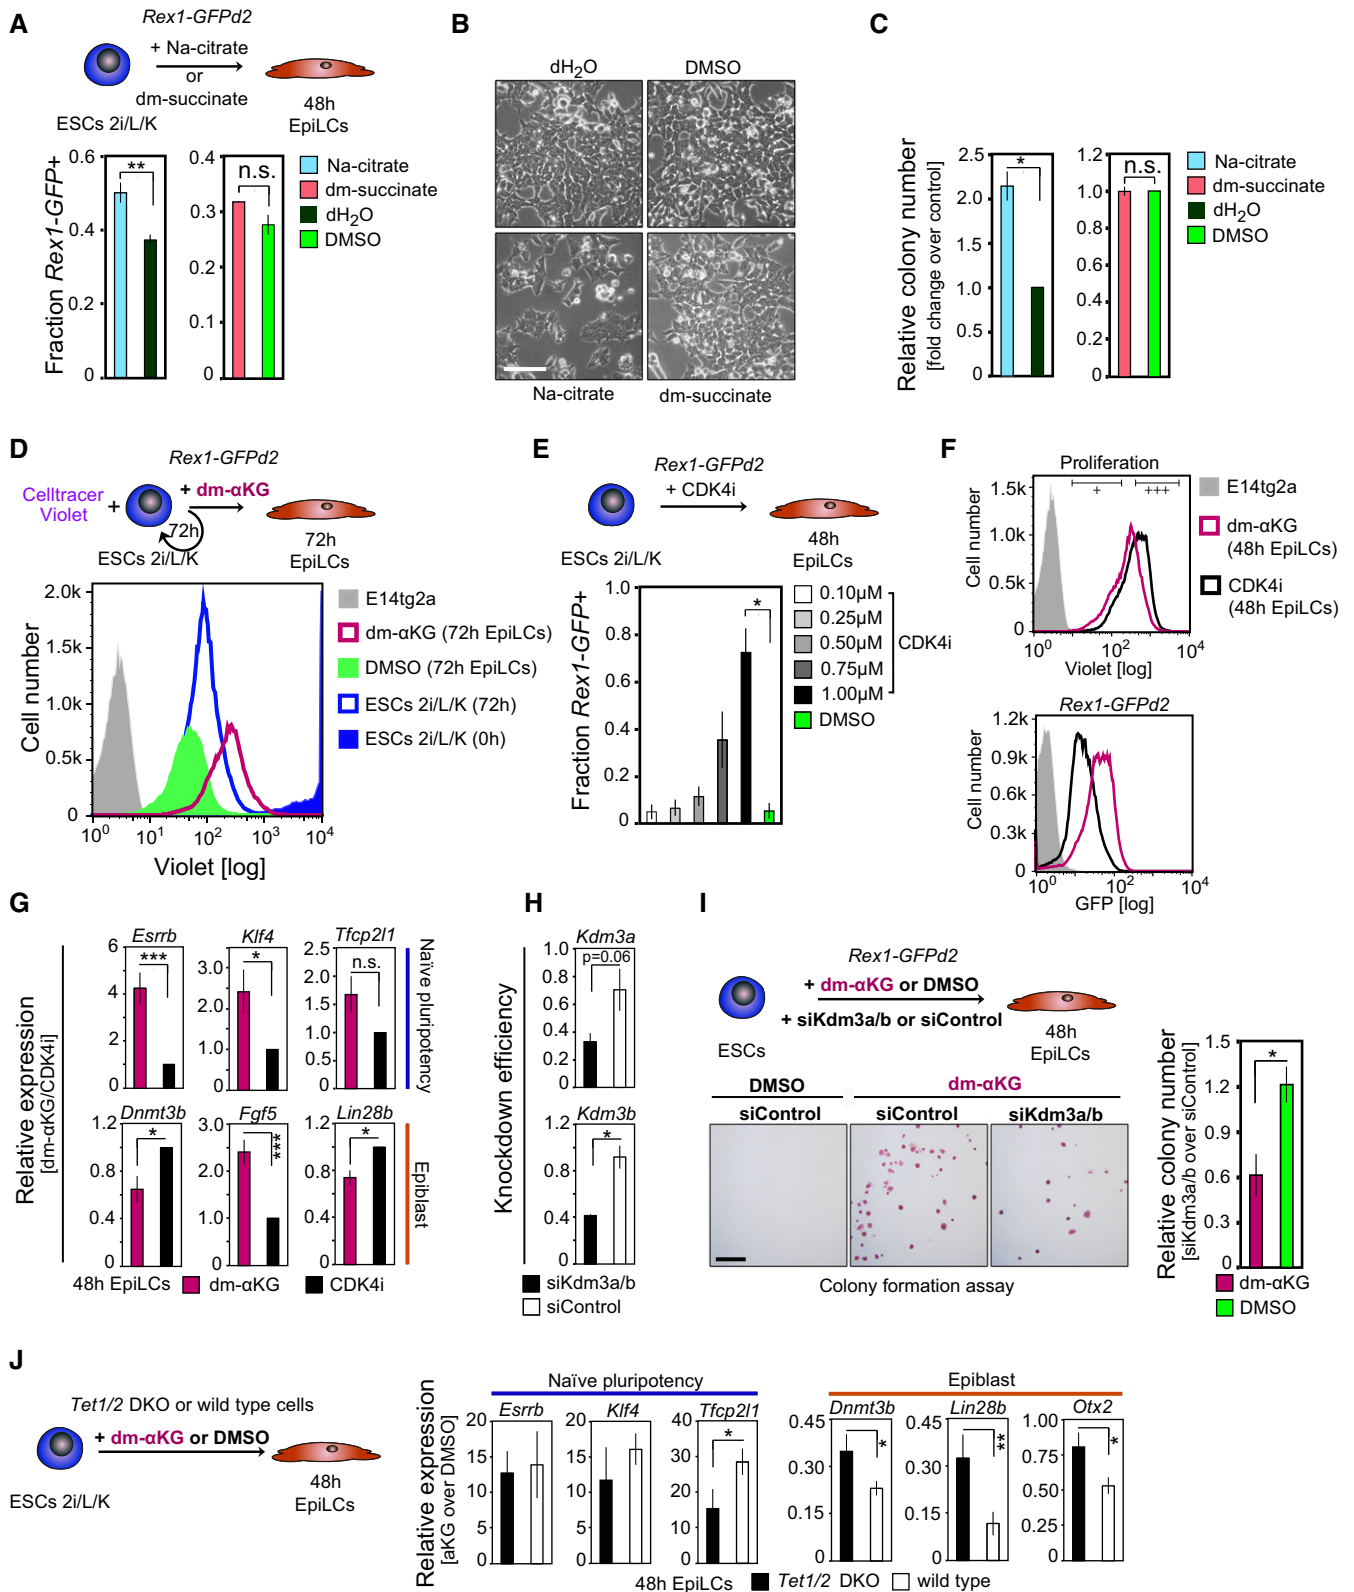 A
Rex1-GFPd2
+ Na-citrate
or
dm-succinate
ESCs 2i/L/K
48h
EpiLCs
Fraction Rex1-GFP+
0.6
0.4
0.2
0
**
0.4
0.3
0.2
0.1
0
n.s.
Na-citrate
dm-succinate
dH2O
DMSO
B
dH2O
DMSO
Na-citrate
dm-succinate
C
Relative colony number
[fold change over control]
2.5
2.0
1.5
1.0
0.5
0
*
1.2
1.0
0.8
0.6
0.4
0.2
0
n.s.
Na-citrate
dm-succinate
dH2O
DMSO
D
Rex1-GFPd2
Celltracer
Violet
+
+ dm-αKG
72h
ESCs 2i/L/K
72h
EpiLCs
Cell number
2.0k
1.5k
1.0k
0.5k
0
10^0 10^1 10^2 10^3 10^4
Violet [log]
E14tg2a
dm-αKG (72h EpiLCs)
DMSO (72h EpiLCs)
ESCs 2i/L/K (72h)
ESCs 2i/L/K (0h)
E
Rex1-GFPd2
+ CDK4i
ESCs 2i/L/K
48h
EpiLCs
Fraction Rex1-GFP+
1.0
0.8
0.6
0.4
0.2
0
*
0.10µM
0.25µM
0.50µM
0.75µM
1.00µM
CDK4i
DMSO
F
Proliferation
Cell number
1.5k
1.0k
0.5k
0
+
+++
10^0 10^2 10^4
Violet [log]
E14tg2a
dm-αKG
(48h EpiLCs)
CDK4i
(48h EpiLCs)
Rex1-GFPd2
Cell number
1.2k
0.9k
0.6k
0.3k
0
10^0 10^2 10^4
GFP [log]
G
Relative expression
[dm-αKG/CDK4i]
Esrrb
6
4
2
0
***
Klf4
3.0
2.0
1.0
0
*
Tfcp2l1
2.5
2.0
1.5
1.0
0.5
0
n.s.
Naïve pluripotency
Dnmt3b
1.2
0.8
0.4
0
*
Fgf5
3.0
2.0
1.0
0
***
Lin28b
1.2
0.8
0.4
0
*
Epiblast
48h EpiLCs
dm-αKG
CDK4i
H
Knockdown efficiency
Kdm3a
1.0
0.8
0.6
0.4
0.2
0
p=0.06
Kdm3b
1.2
0.8
0.4
0
*
siKdm3a/b
siControl
I
Rex1-GFPd2
+ dm-αKG or DMSO
+ siKdm3a/b or siControl
ESCs
48h
EpiLCs
DMSO
dm-αKG
siControl
siControl
siKdm3a/b
Colony formation assay
Relative colony number
[siKdm3a/b over siControl]
1.5
1.2
0.9
0.6
0.3
0
*
dm-αKG
DMSO
J
Tet1/2 DKO or wild type cells
+ dm-αKG or DMSO
ESCs 2i/L/K
48h
EpiLCs
Relative expression
[aKG over DMSO]
Naïve pluripotency
Esrrb
20
15
10
5
0
Klf4
20
15
10
5
0
Tfcp2l1
40
30
20
10
0
*
Epiblast
Dnmt3b
0.45
0.30
0.15
0
*
Lin28b
0.45
0.30
0.15
0
**
Otx2
1.00
0.75
0.50
0.25
0
*
48h EpiLCs
Tet1/2 DKO
wild type